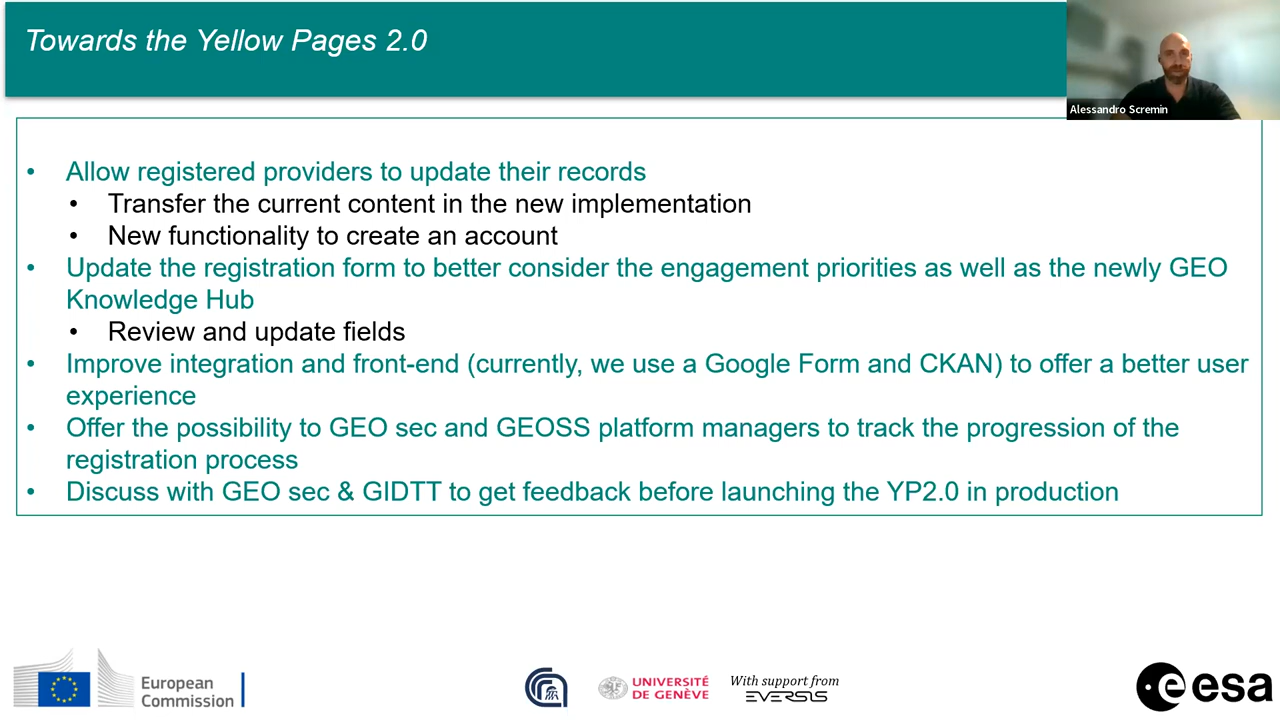 Towards the Yellow Pages 2.0
Alessandro Scremin
• Allow registered providers to update their records
• Transfer the current content in the new implementation
• New functionality to create an account
• Update the registration form to better consider the engagement priorities as well as the newly GEO
Knowledge Hub
• Review and update fields
• Improve integration and front-end (currently, we use a Google Form and CKAN) to offer a better user
experience
• Offer the possibility to GEO sec and GEOSS platform managers to track the progression of the
registration process
• Discuss with GEO sec & GIDTT to get feedback before launching the YP2.0 in production
European
Commission
UNIVERSITÉ
DE GENÈVE
With support from
EVERSIS
esa